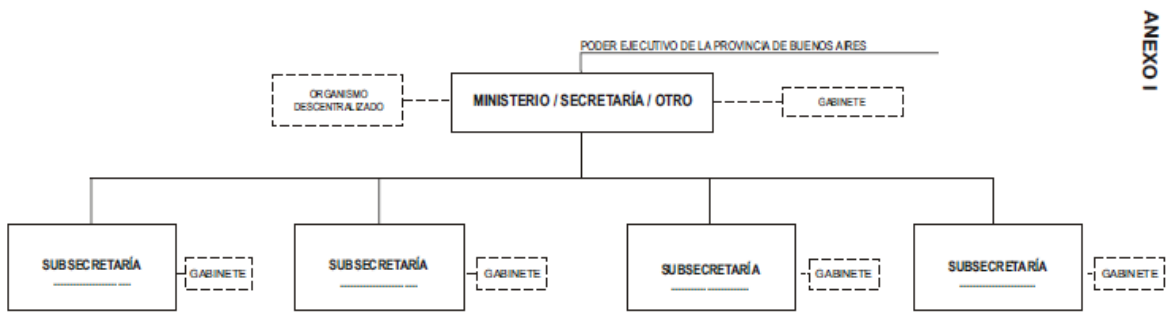 ANEXO I
PODER EJECUTIVO DE LA PROVINCIA DE BUENOS AIRES
ORGANISMO
DESCENTRALIZADO
MINISTERIO / SECRETARÍA / OTRO
GABINETE
SUBSECRETARÍA
GABINETE
SUBSECRETARÍA
GABINETE
SUBSECRETARÍA
GABINETE
SUBSECRETARÍA
GABINETE